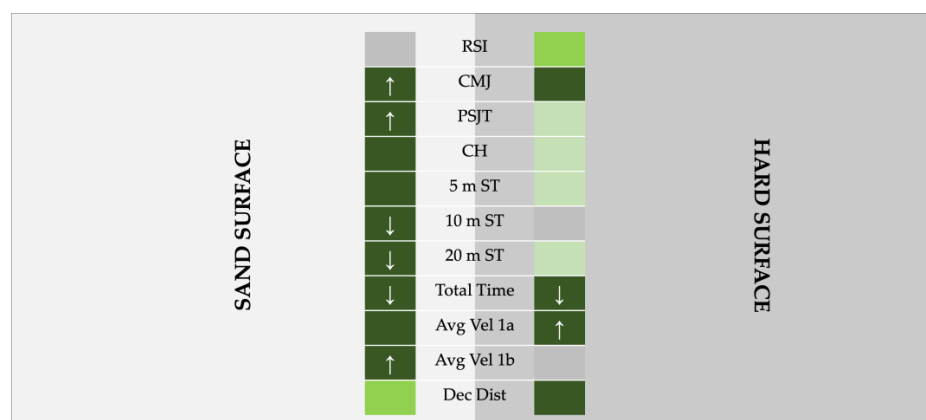 SAND SURFACE
RSI
↑ CMJ
↑ PSJT
CH
5 m ST
↓ 10 m ST
↓ 20 m ST
↓ Total Time ↓
Avg Vel 1a ↑
↑ Avg Vel 1b
Dec Dist
HARD SURFACE